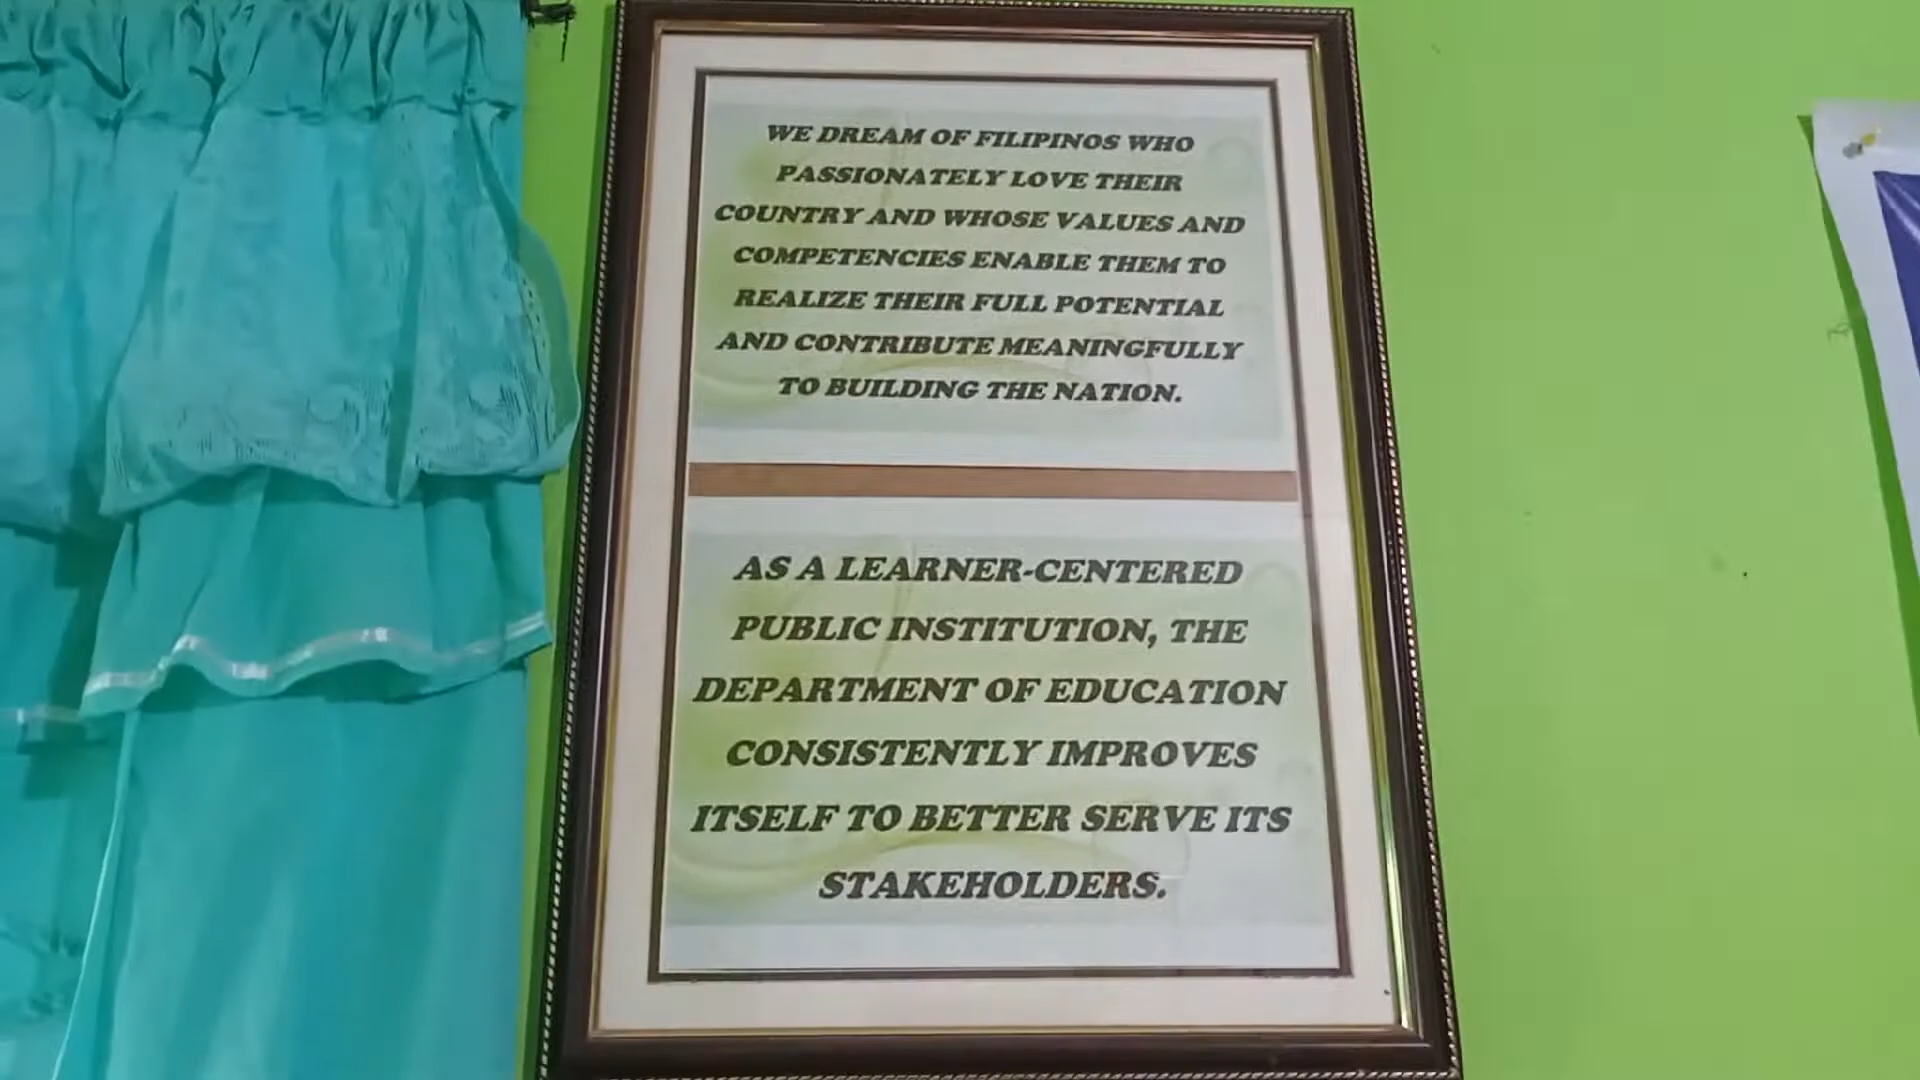 WE DREAM OF FILIPINOS WHO
PASSIONATELY LOVE THEIR
COUNTRY AND WHOSE VALUES AND
COMPETENCIES ENABLE THEM TO
REALIZE THEIR FULL POTENTIAL
AND CONTRIBUTE MEANINGFULLY
TO BUILDING THE NATION.
AS A LEARNER-CENTERED
PUBLIC INSTITUTION, THE
DEPARTMENT OF EDUCATION
CONSISTENTLY IMPROVES
ITSELF TO BETTER SERVE ITS
STAKEHOLDERS.